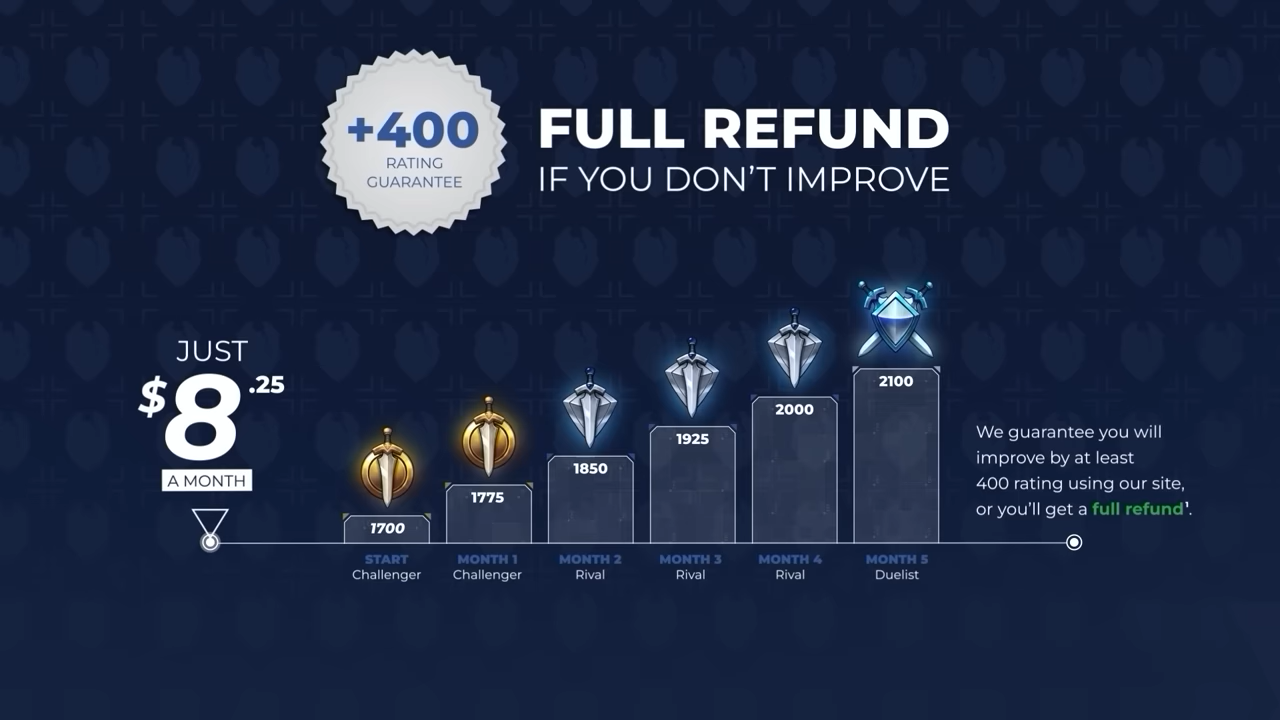 +400
RATING
GUARANTEE
FULL REFUND
IF YOU DON'T IMPROVE
JUST
$8.25
A MONTH
1700
1775
1850
1925
2000
2100
START
Challenger
MONTH 1
Challenger
MONTH 2
Rival
MONTH 3
Rival
MONTH 4
Rival
MONTH 5
Duelist
We guarantee you will
improve by at least
400 rating using our site,
or you'll get a full refund¹.